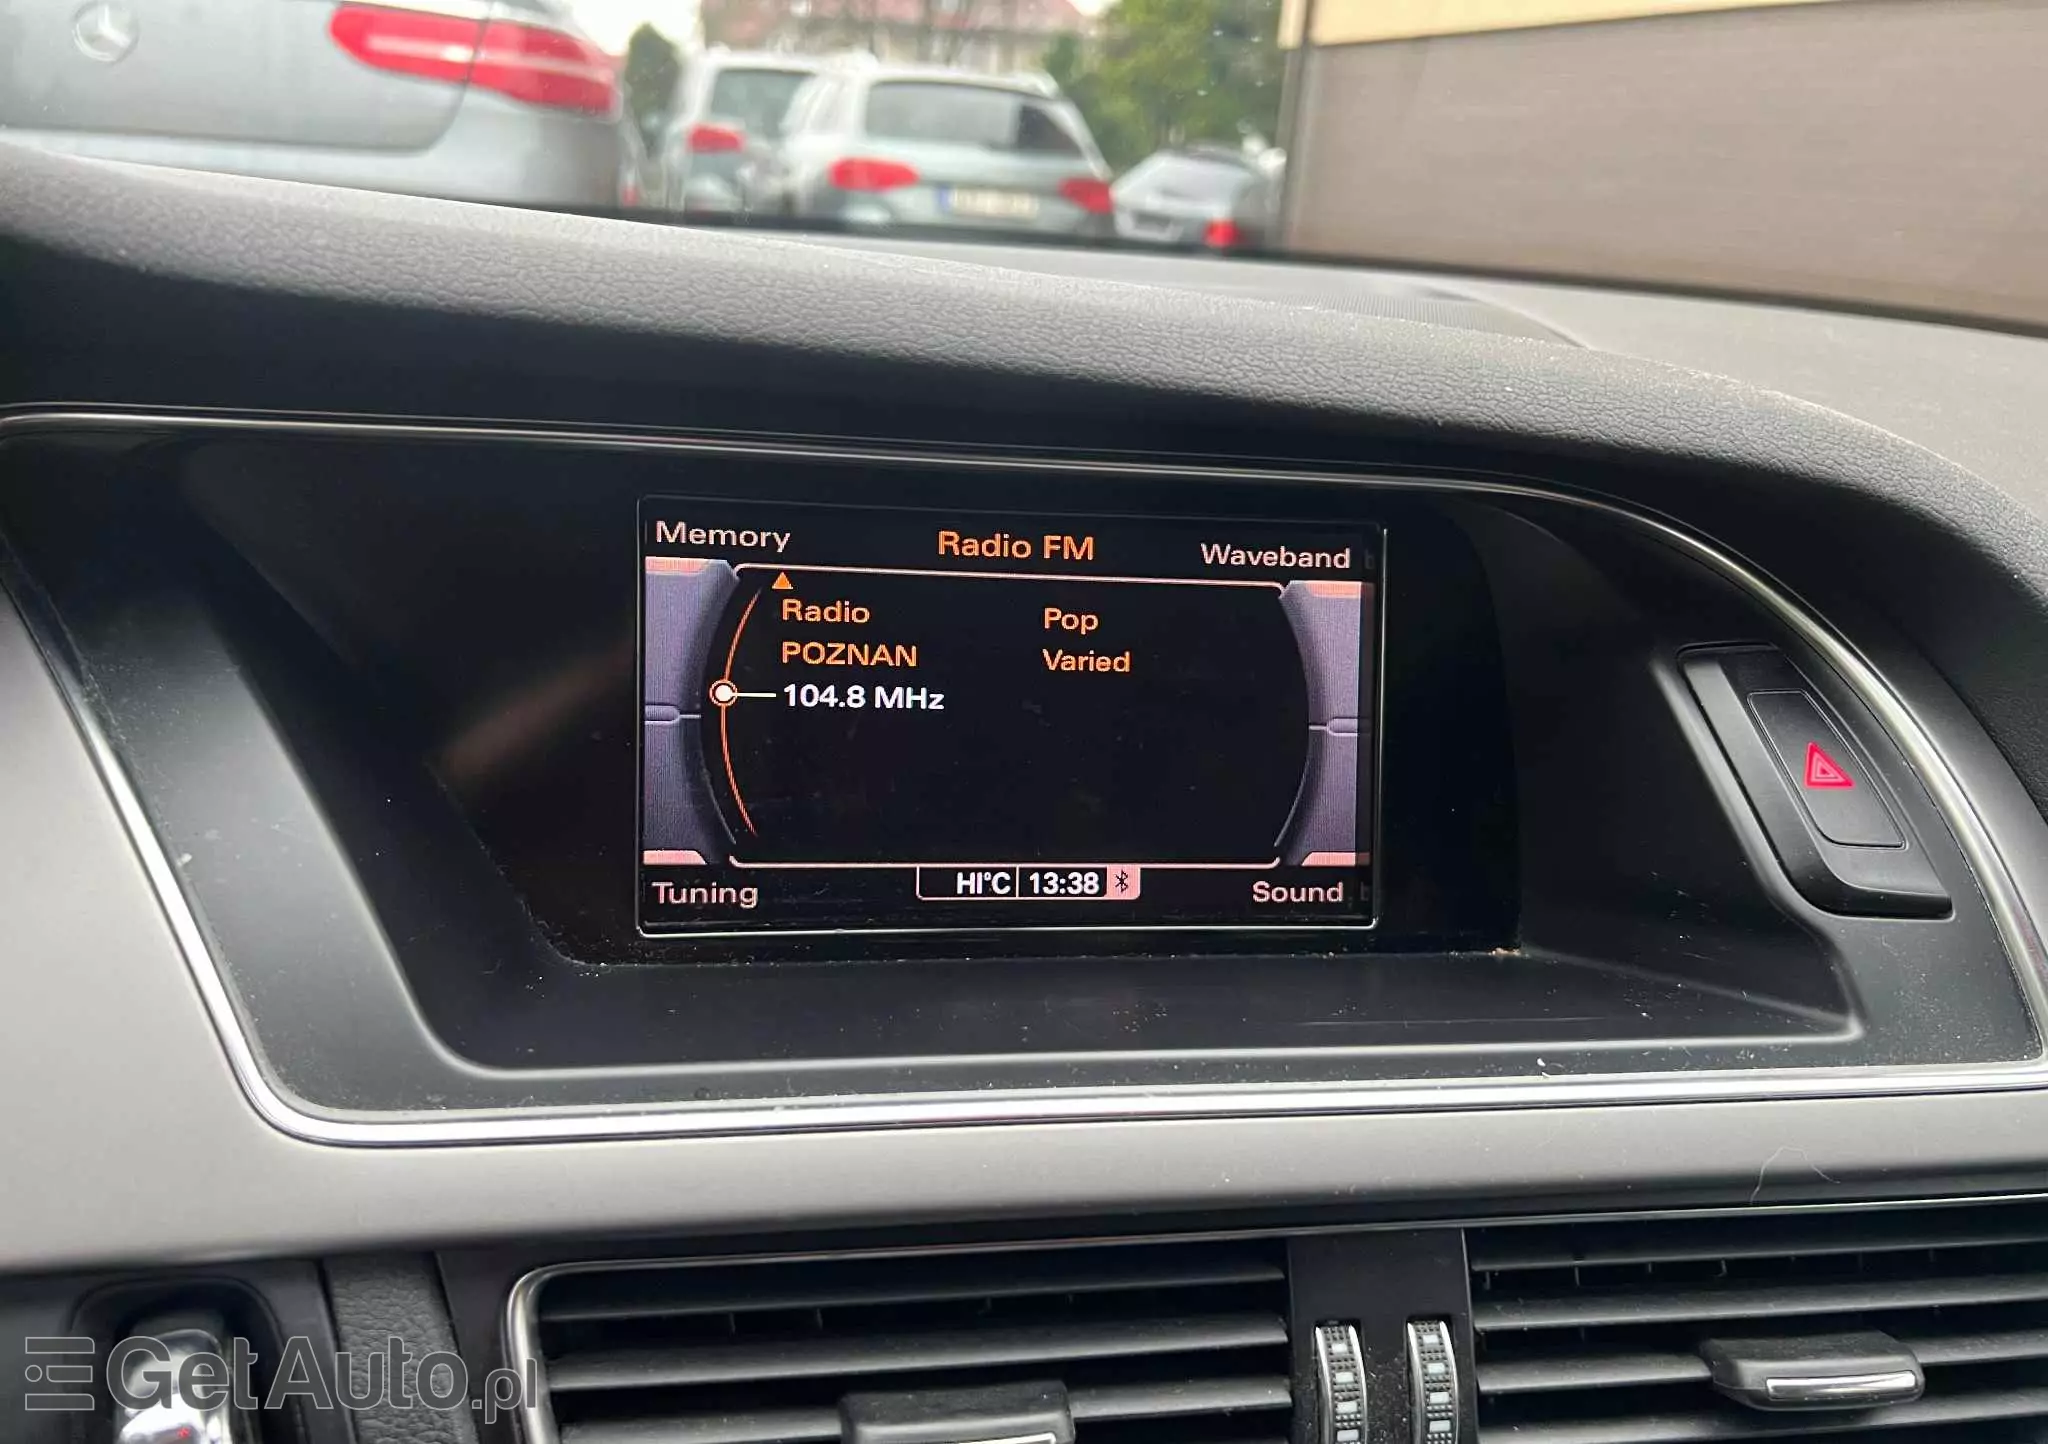 Memory
Radio FM
Waveband
Radio
Pop
POZNAN
Varied
104.8 MHz
Tuning
HI°C
13:38
Sound
GetAuto.pl